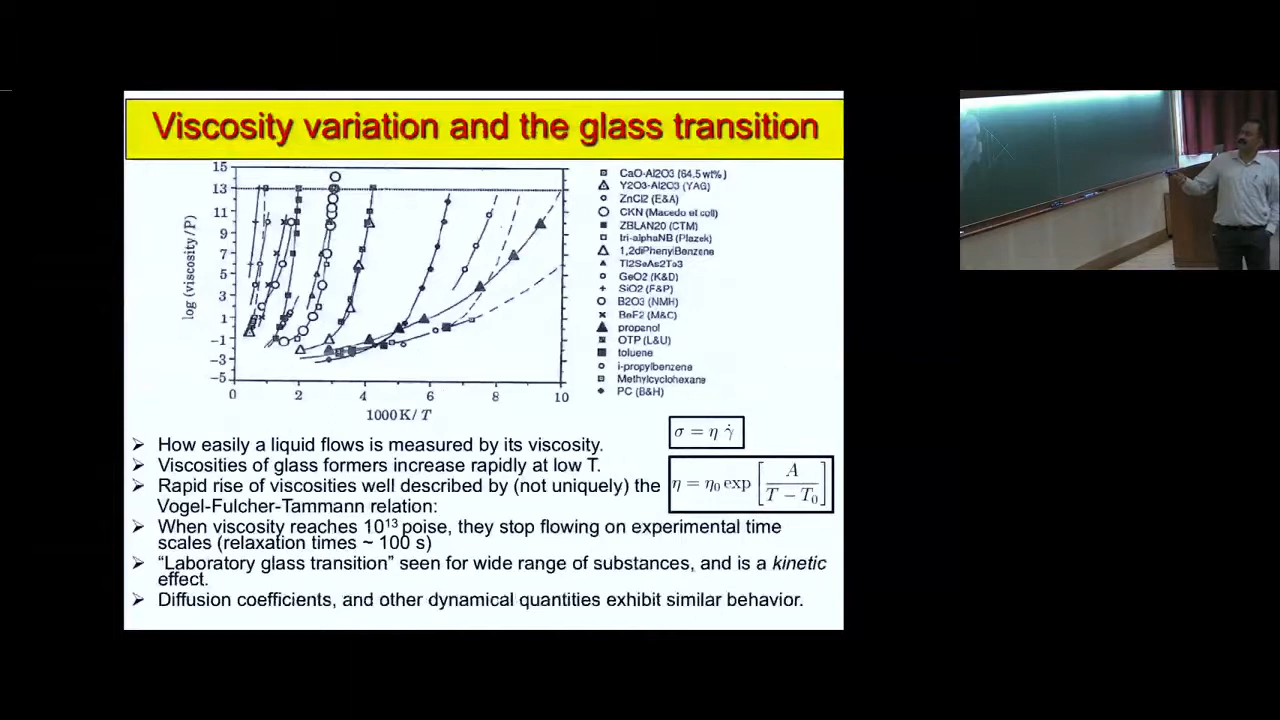 Viscosity variation and the glass transition
15
13
11
9
7
5
3
1
−1
−3
−5
log (viscosity/P)
0 2 4 6 8 10
1000 K/ T
CaO-Al2O3 (64.5 wt%)
Y2O3-Al2O3 (YAG)
ZnCl2 (E&A)
CKN (Macedo et coll)
ZBLAN20 (CTM)
tri-alphaNB (Plazek)
1,2diPhenylBenzene
Tl2SeAs2Te3
GeO2 (K&D)
SiO2 (F&P)
B2O3 (NMH)
BeF2 (M&C)
propanol
OTP (L&U)
toluene
i-propylbenzene
Methylcyclohexane
PC (B&H)
➢ How easily a liquid flows is measured by its viscosity.
➢ Viscosities of glass formers increase rapidly at low T.
➢ Rapid rise of viscosities well described by (not uniquely) the
Vogel-Fulcher-Tammann relation:
σ = η γ̇
η = η₀ exp [ A / (T − T₀) ]
➢ When viscosity reaches 10¹³ poise, they stop flowing on experimental time
scales (relaxation times ~ 100 s)
➢ “Laboratory glass transition” seen for wide range of substances, and is a kinetic
effect.
➢ Diffusion coefficients, and other dynamical quantities exhibit similar behavior.